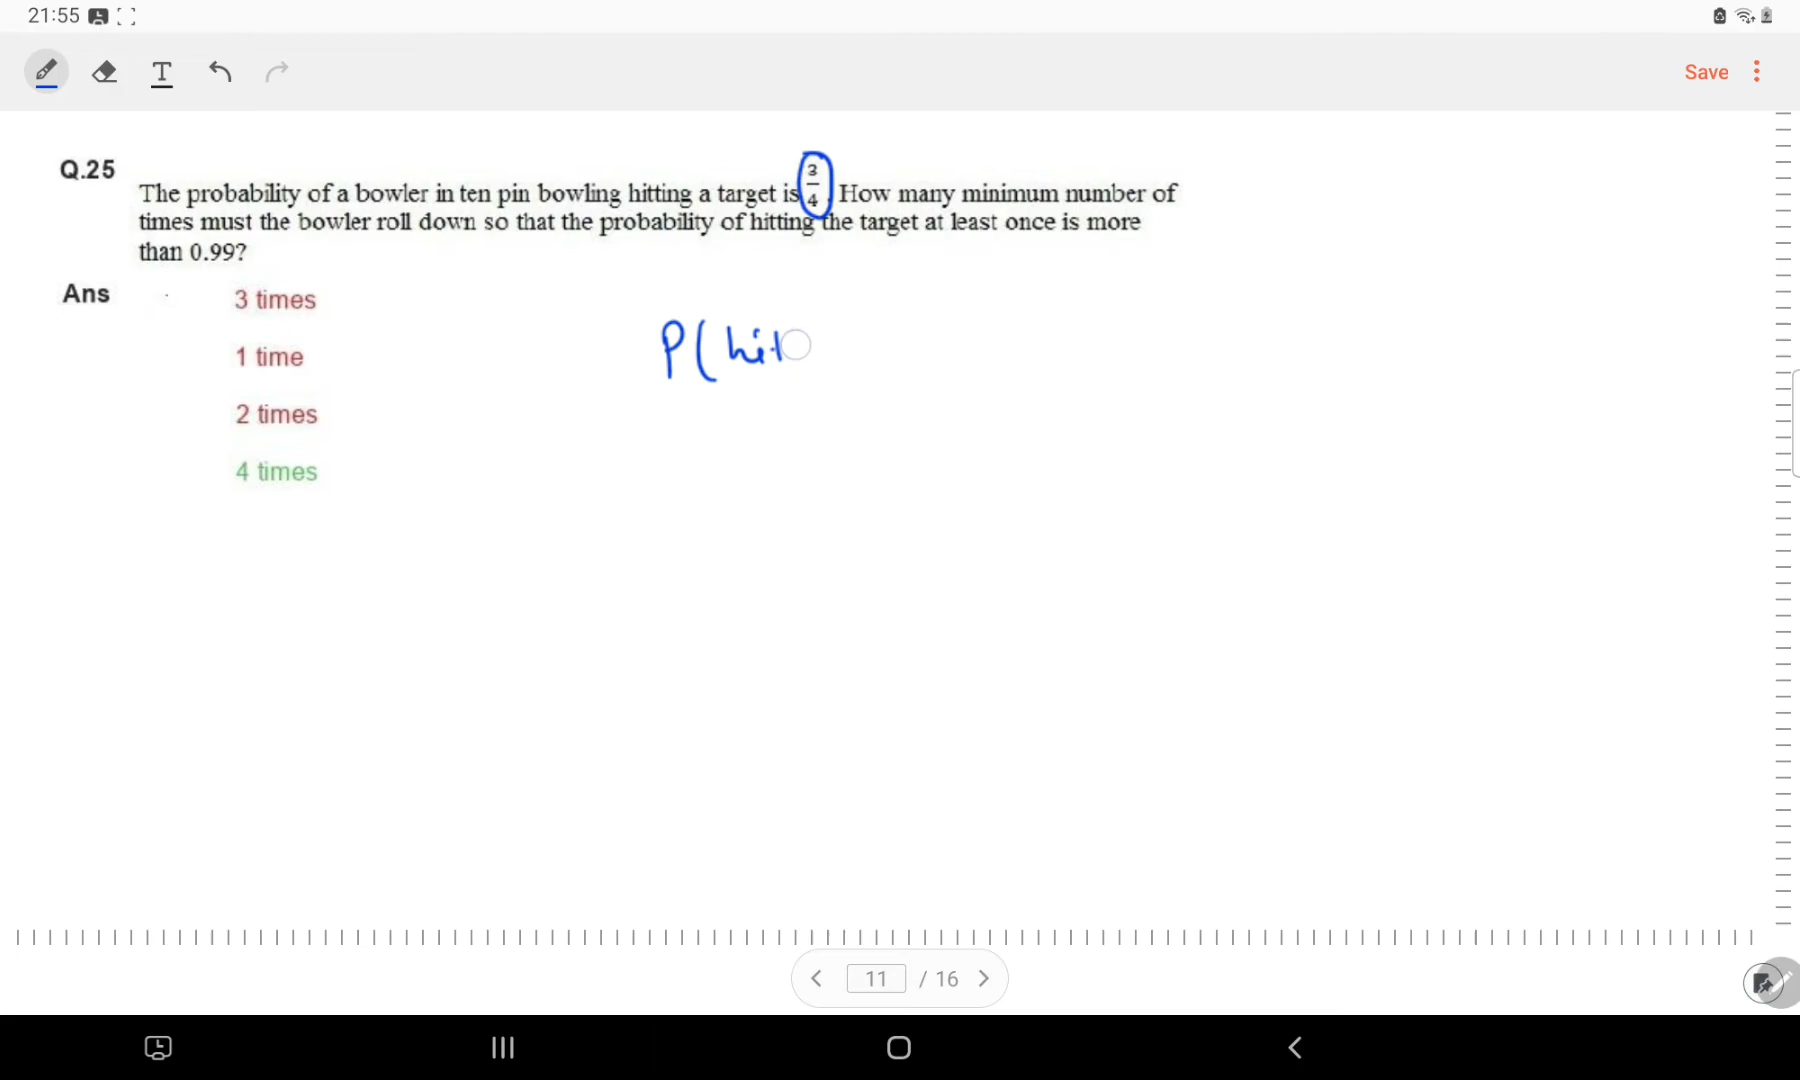 21:55
T
Save
Q.25
The probability of a bowler in ten pin bowling hitting a target is 3/4. How many minimum number of
times must the bowler roll down so that the probability of hitting the target at least once is more
than 0.99?
Ans
3 times
P(hit
1 time
2 times
4 times
11 / 16